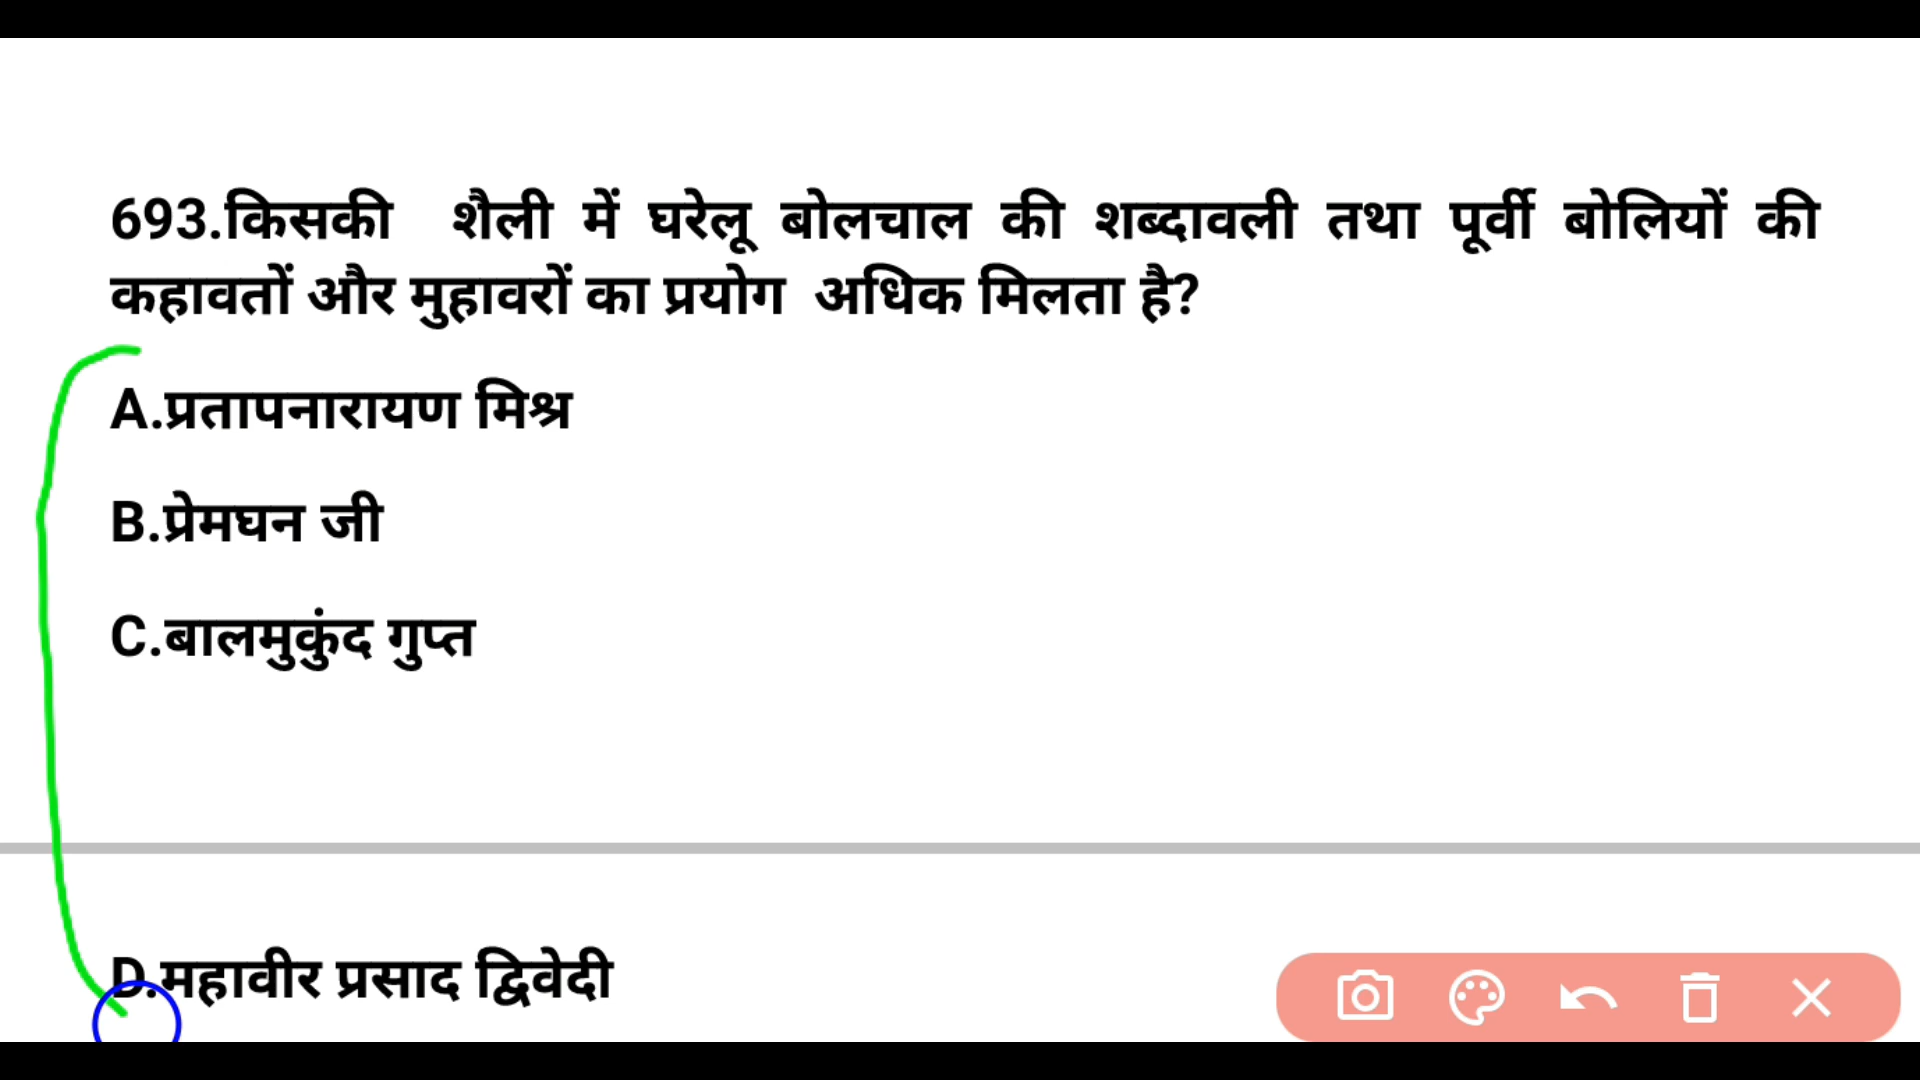 693.किसकी शैली में घरेलू बोलचाल की शब्दावली तथा पूर्वी बोलियों की
कहावतों और मुहावरों का प्रयोग अधिक मिलता है?
A.प्रतापनारायण मिश्र
B.प्रेमघन जी
C.बालमुकुंद गुप्त
D.महावीर प्रसाद द्विवेदी